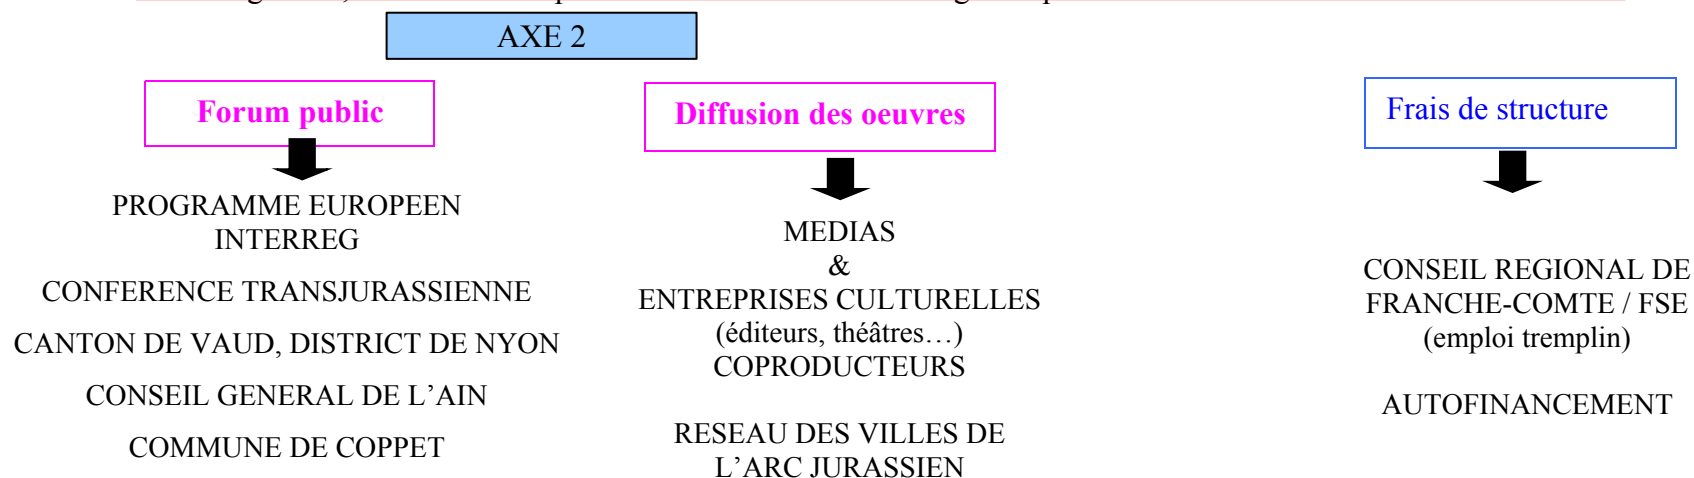 AXE 2
Forum public
PROGRAMME EUROPEEN
INTERREG
CONFERENCE TRANSJURASSIENNE
CANTON DE VAUD, DISTRICT DE NYON
CONSEIL GENERAL DE L’AIN
COMMUNE DE COPPET
Diffusion des oeuvres
MEDIAS
&
ENTREPRISES CULTURELLES
(éditeurs, théâtres…)
COPRODUCTEURS
RESEAU DES VILLES DE
L’ARC JURASSIEN
Frais de structure
CONSEIL REGIONAL DE
FRANCHE-COMTE / FSE
(emploi tremplin)
AUTOFINANCEMENT